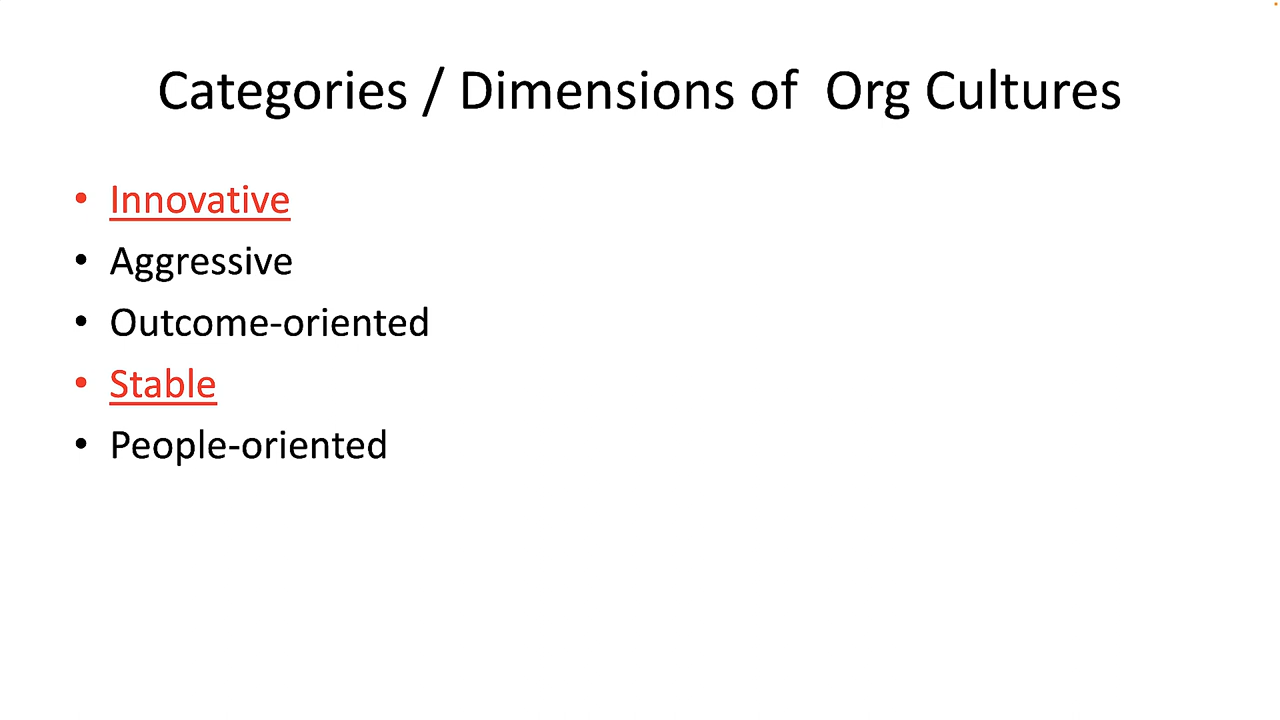 Categories / Dimensions of  Org Cultures
• Innovative
• Aggressive
• Outcome-oriented
• Stable
• People-oriented